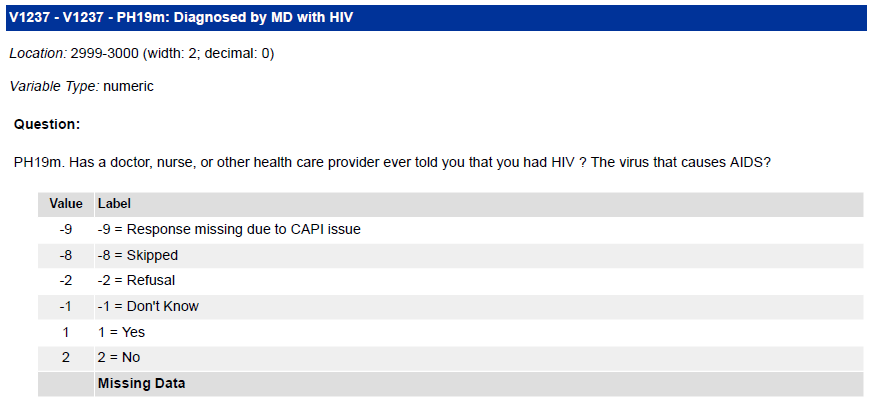 V1237 - V1237 - PH19m: Diagnosed by MD with HIV
Location: 2999-3000 (width: 2; decimal: 0)
Variable Type: numeric
Question:
PH19m. Has a doctor, nurse, or other health care provider ever told you that you had HIV ? The virus that causes AIDS?
Value Label
-9 -9 = Response missing due to CAPI issue
-8 -8 = Skipped
-2 -2 = Refusal
-1 -1 = Don't Know
1 1 = Yes
2 2 = No
Missing Data